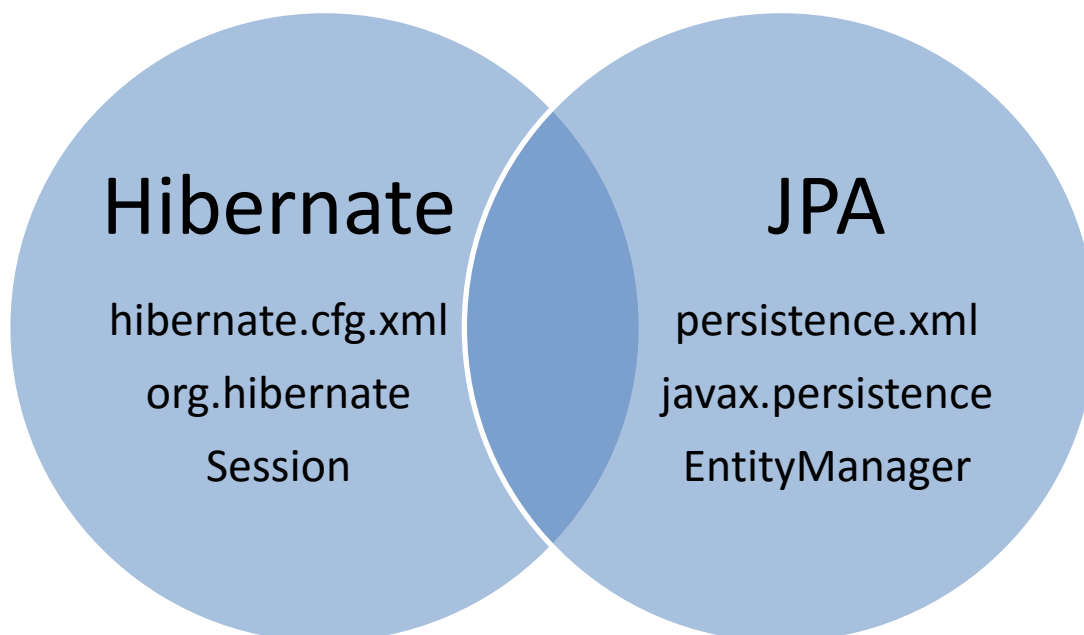 Hibernate
hibernate.cfg.xml
org.hibernate
Session
JPA
persistence.xml
javax.persistence
EntityManager